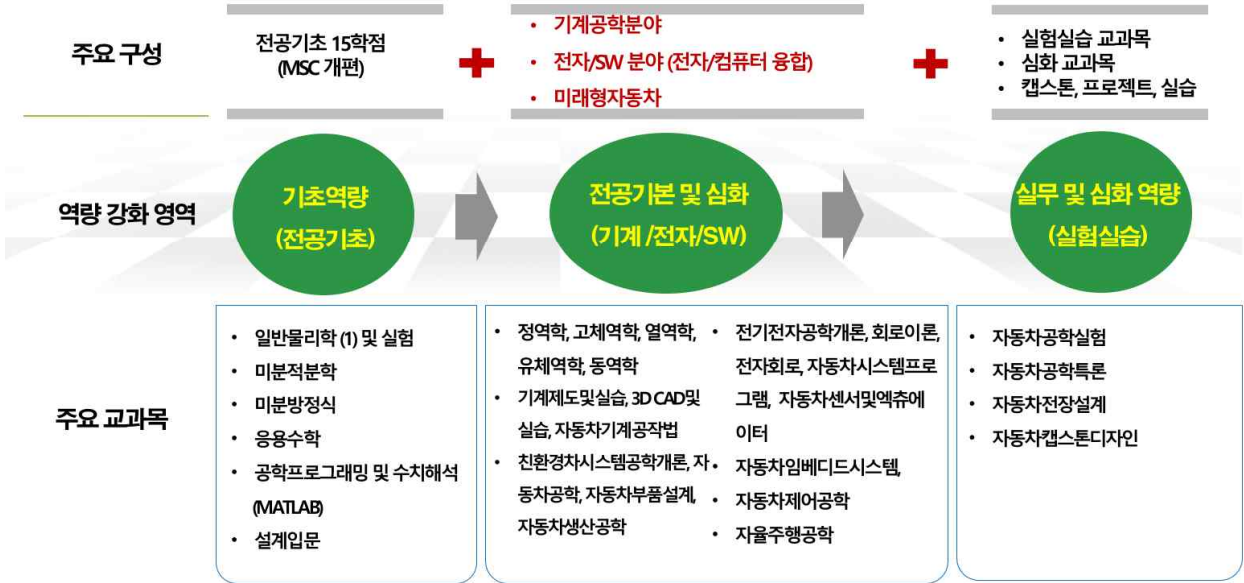 주요 구성
전공기초 15학점
(MSC 개편)
• 기계공학분야
• 전자/SW 분야 (전자/컴퓨터 융합)
• 미래형자동차
• 실험실습 교과목
• 심화 교과목
• 캡스톤, 프로젝트, 실습
역량 강화 영역
기초역량
(전공기초)
전공기본 및 심화
(기계 /전자/SW)
실무 및 심화 역량
(실험실습)
주요 교과목
• 일반물리학 (1) 및 실험
• 미분적분학
• 미분방정식
• 응용수학
• 공학프로그래밍 및 수치해석
(MATLAB)
• 설계입문
• 정역학, 고체역학, 열역학,
유체역학, 동역학
• 기계제도및실습, 3D CAD및
실습, 자동차기계공작법
• 친환경차시스템공학개론, 자
동차공학, 자동차부품설계,
자동차생산공학
• 전기전자공학개론, 회로이론,
전자회로, 자동차시스템프로
그램, 자동차센서및엑츄에
이터
• 자동차임베디드시스템,
• 자동차제어공학
• 자율주행공학
• 자동차공학실험
• 자동차공학특론
• 자동차전장설계
• 자동차캡스톤디자인